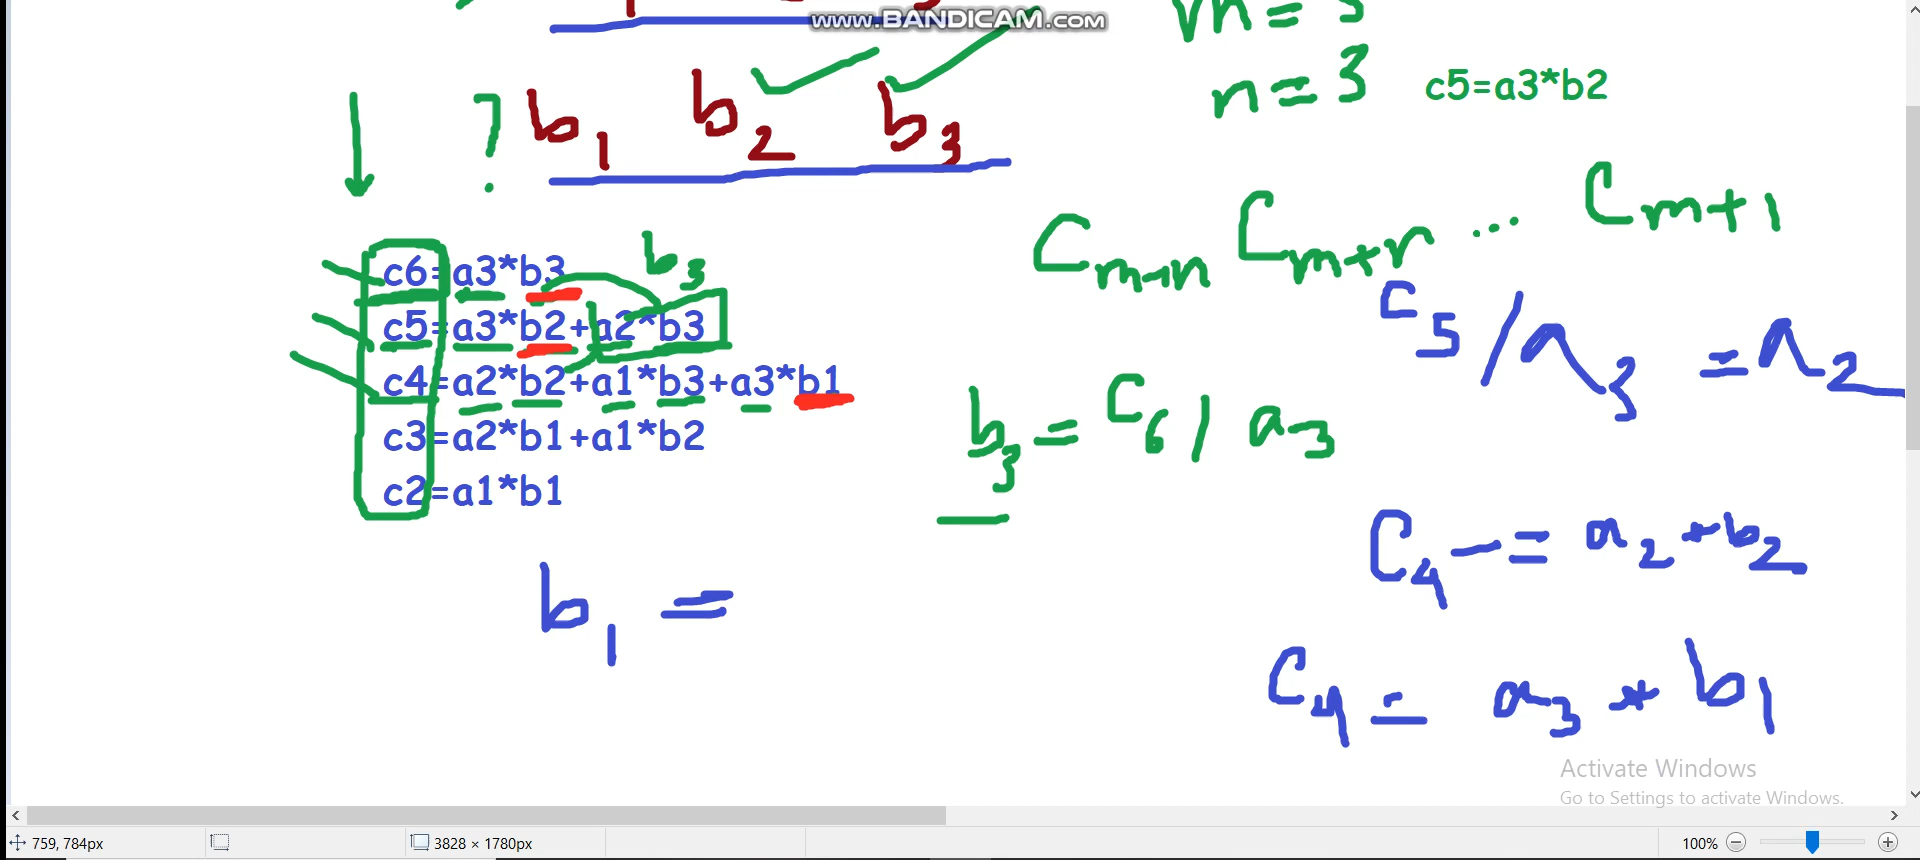 www.BANDICAM.com
n=3
c5=a3*b2
? b1 b2 b3
Cm+n Cm+n ... Cm+1
b3
c6=a3*b3
c5=a3*b2+a2*b3
c4=a2*b2+a1*b3+a3*b1
c3=a2*b1+a1*b2
c2=a1*b1
C5/a3 = a2
b3 = C6/a3
C4 -= a2*b2
b1 =
C4 = a3 * b1
Activate Windows
Go to Settings to activate Windows.
759, 784px
3828 × 1780px
100%